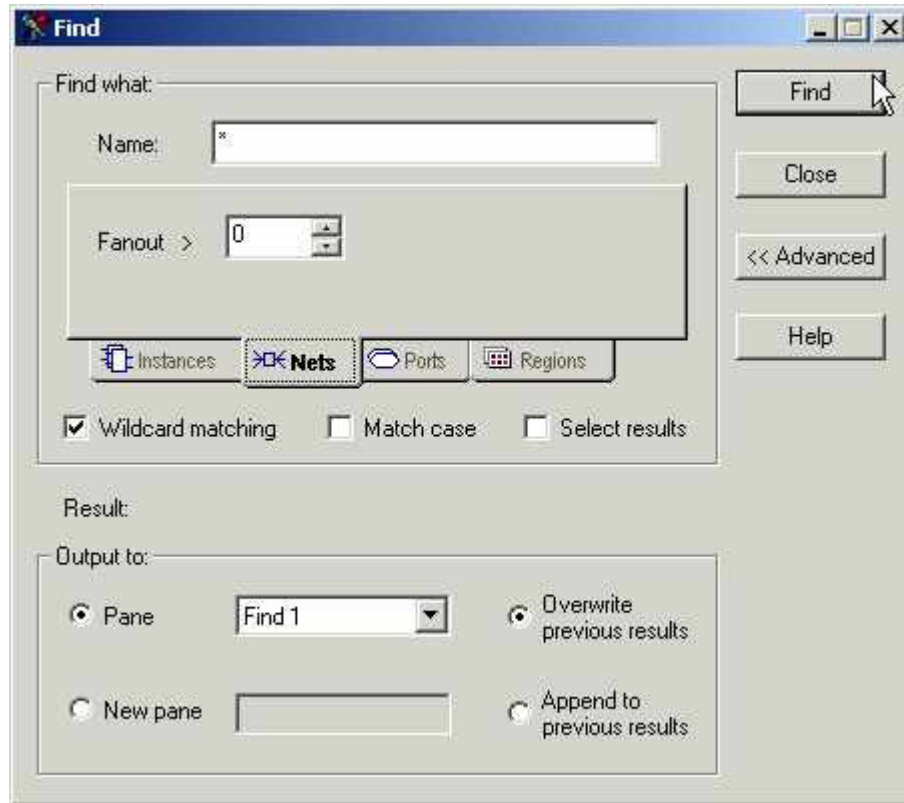 Find
Find what:
Name:
*
Fanout >
0
Instances
Nets
Ports
Regions
Wildcard matching
Match case
Select results
Find
Close
<< Advanced
Help
Result:
Output to:
Pane
Find 1
Overwrite
previous results
New pane
Append to
previous results